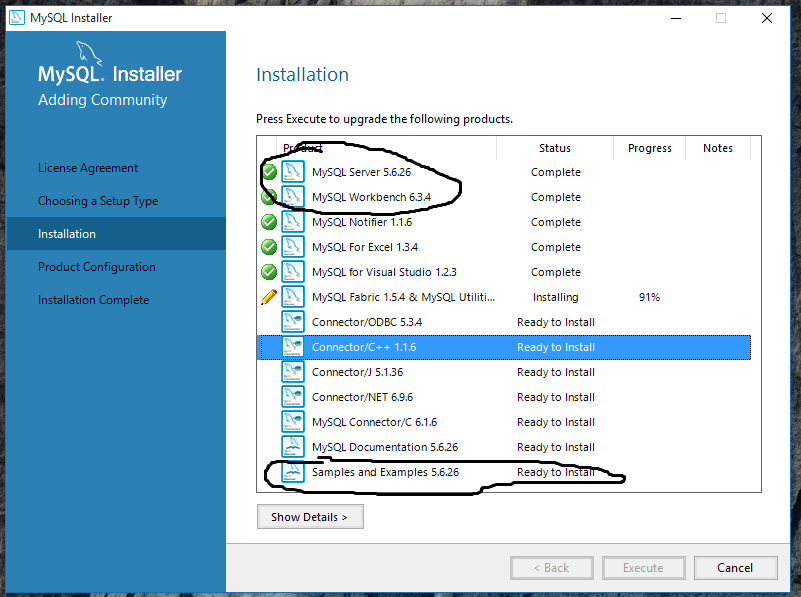 MySQL Installer
MySQL. Installer
Adding Community
License Agreement
Choosing a Setup Type
Installation
Product Configuration
Installation Complete
Installation
Press Execute to upgrade the following products.
Product Status Progress Notes
MySQL Server 5.6.26 Complete
MySQL Workbench 6.3.4 Complete
MySQL Notifier 1.1.6 Complete
MySQL For Excel 1.3.4 Complete
MySQL for Visual Studio 1.2.3 Complete
MySQL Fabric 1.5.4 & MySQL Utiliti... Installing 91%
Connector/ODBC 5.3.4 Ready to Install
Connector/C++ 1.1.6 Ready to Install
Connector/J 5.1.36 Ready to Install
Connector/NET 6.9.6 Ready to Install
MySQL Connector/C 6.1.6 Ready to Install
MySQL Documentation 5.6.26 Ready to Install
Samples and Examples 5.6.26 Ready to Install
Show Details >
< Back Execute Cancel